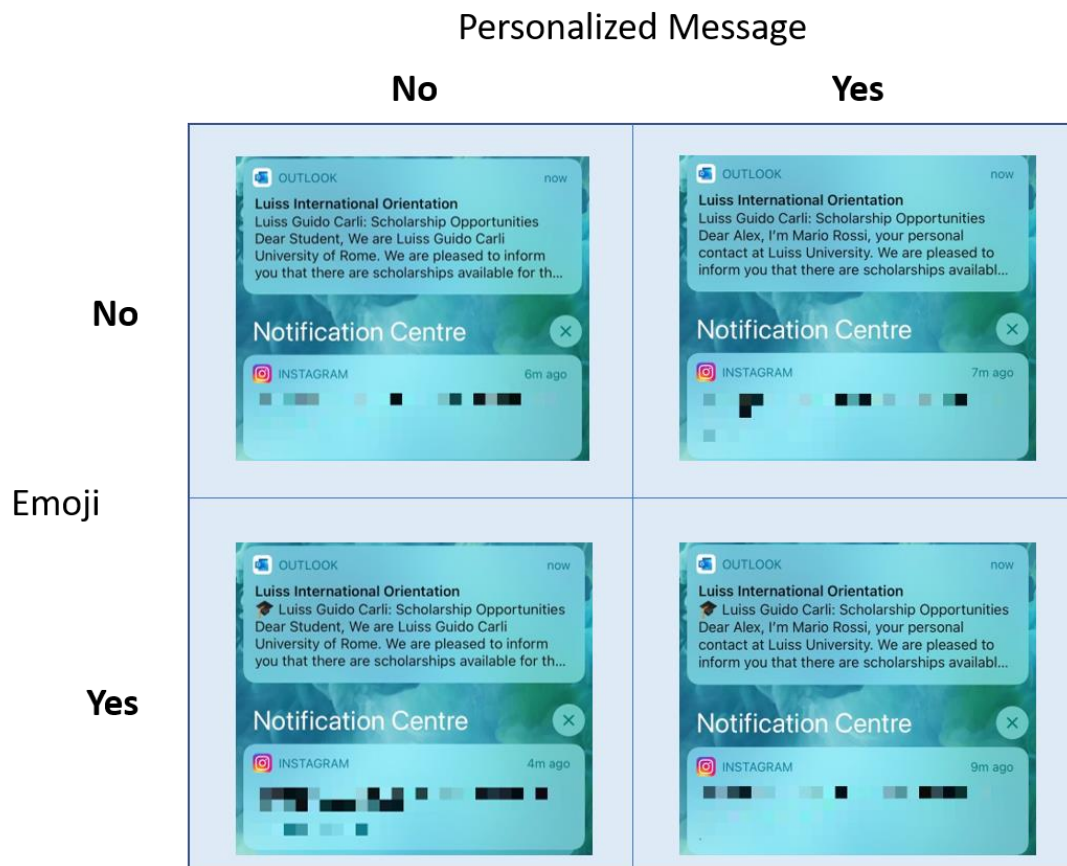 Personalized Message
No
Yes
No
OUTLOOK now
Luiss International Orientation
Luiss Guido Carli: Scholarship Opportunities
Dear Student, We are Luiss Guido Carli
University of Rome. We are pleased to inform
you that there are scholarships available for th...
Notification Centre
INSTAGRAM 6m ago
OUTLOOK now
Luiss International Orientation
Luiss Guido Carli: Scholarship Opportunities
Dear Alex, I'm Mario Rossi, your personal
contact at Luiss University. We are pleased to
inform you that there are scholarships availabl...
Notification Centre
INSTAGRAM 7m ago
Emoji
Yes
OUTLOOK now
Luiss International Orientation
🎓 Luiss Guido Carli: Scholarship Opportunities
Dear Student, We are Luiss Guido Carli
University of Rome. We are pleased to inform
you that there are scholarships available for th...
Notification Centre
INSTAGRAM 4m ago
OUTLOOK now
Luiss International Orientation
🎓 Luiss Guido Carli: Scholarship Opportunities
Dear Alex, I'm Mario Rossi, your personal
contact at Luiss University. We are pleased to
inform you that there are scholarships availabl...
Notification Centre
INSTAGRAM 9m ago